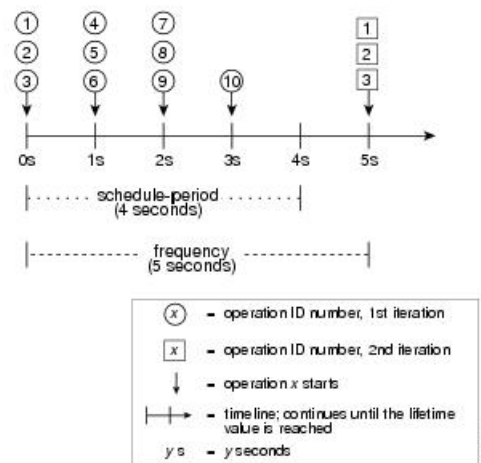 1 4 7 1
2 5 8 2
3 6 9 10 3
0s 1s 2s 3s 4s 5s
schedule-period
(4 seconds)
frequency
(5 seconds)
x = operation ID number, 1st iteration
x = operation ID number, 2nd iteration
= operation x starts
= timeline; continues until the lifetime
value is reached
y s = y seconds